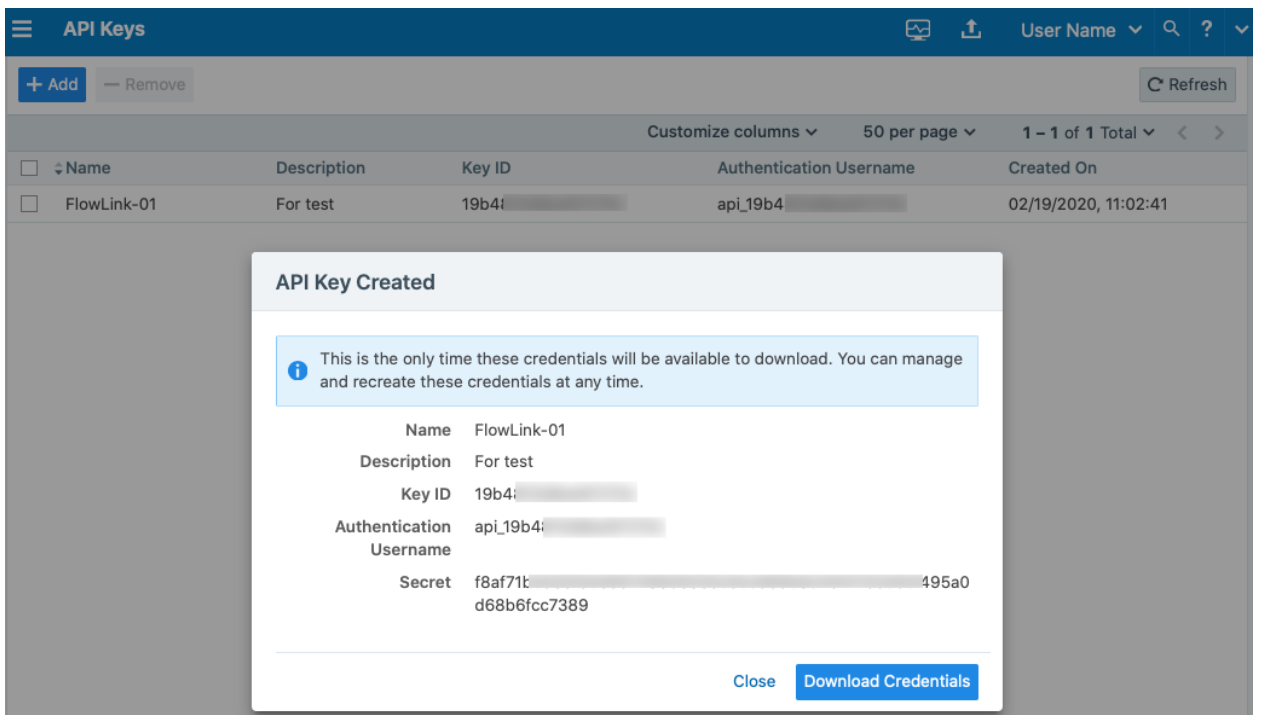 API Keys
User Name
?
+ Add
— Remove
Refresh
Customize columns
50 per page
1 – 1 of 1 Total
Name Description Key ID Authentication Username Created On
FlowLink-01 For test 19b48 api_19b4 02/19/2020, 11:02:41
API Key Created
This is the only time these credentials will be available to download. You can manage
and recreate these credentials at any time.
Name FlowLink-01
Description For test
Key ID 19b48
Authentication api_19b48
Username
Secret f8af71b 495a0
d68b6fcc7389
Close
Download Credentials